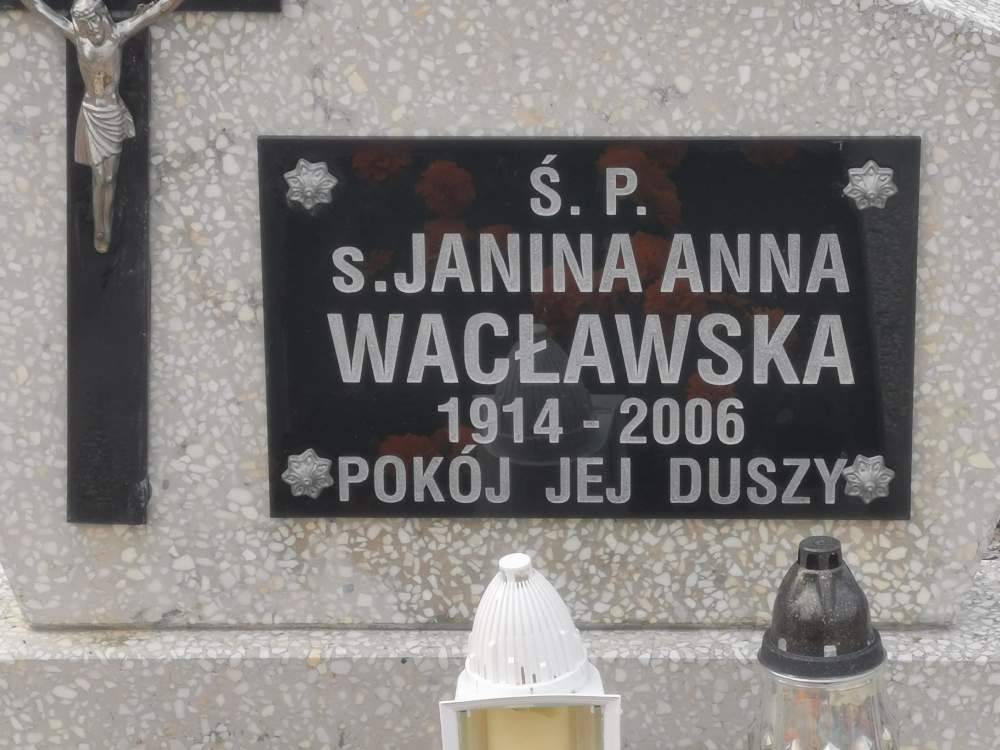 Ś. P.
s. JANINA ANNA
WACŁAWSKA
1914 - 2006
POKÓJ JEJ DUSZY